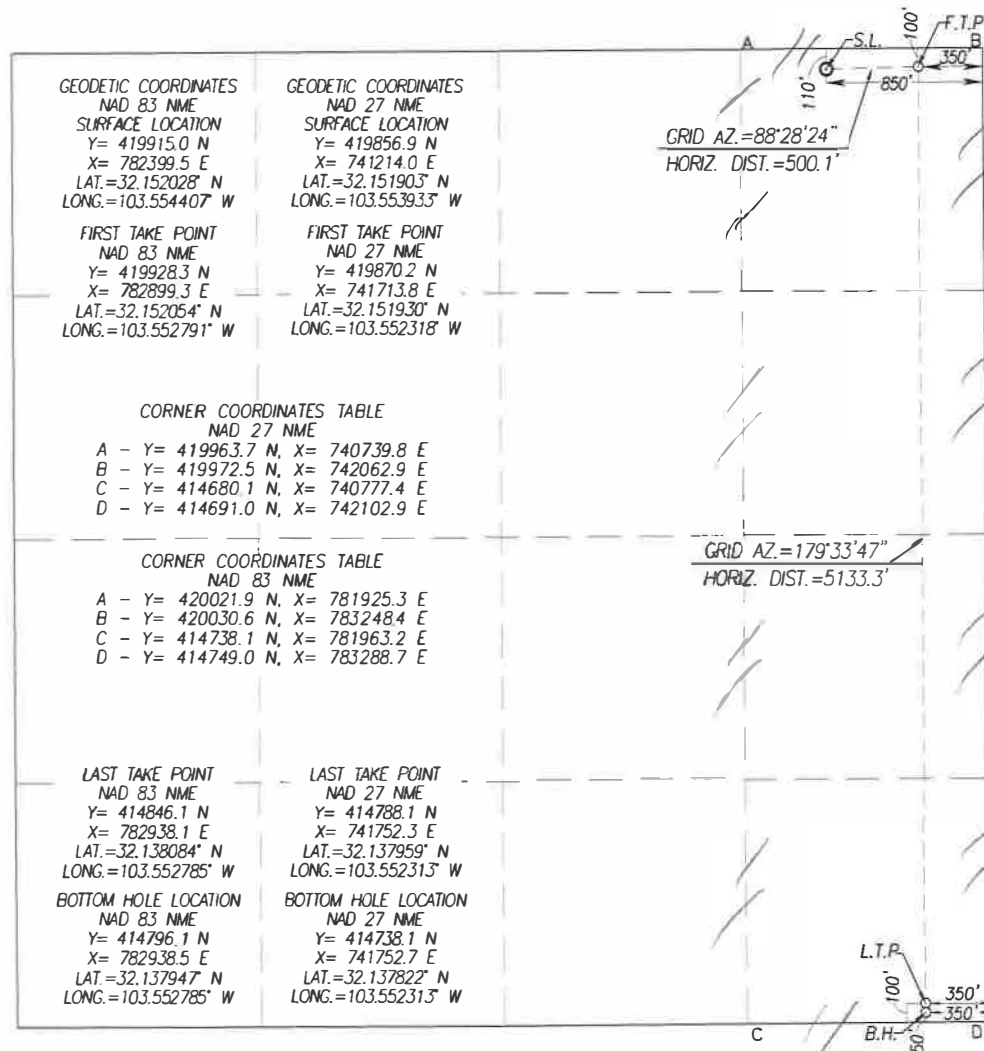 GEODETIC COORDINATES
NAD 83 NME
SURFACE LOCATION
Y= 419915.0 N
X= 782399.5 E
LAT.=32.152028° N
LONG.=103.554407° W
FIRST TAKE POINT
NAD 83 NME
Y= 419928.3 N
X= 782899.3 E
LAT.=32.152054° N
LONG.=103.552791° W
GEODETIC COORDINATES
NAD 27 NME
SURFACE LOCATION
Y= 419856.9 N
X= 741214.0 E
LAT.=32.151903° N
LONG.=103.553933° W
FIRST TAKE POINT
NAD 27 NME
Y= 419870.2 N
X= 741713.8 E
LAT.=32.151930° N
LONG.=103.552318° W
A
S.L.
100'
F.T.P.
B
350'
850'
110'
GRID AZ.=88°28'24"
HORIZ. DIST.=500.1'
CORNER COORDINATES TABLE
NAD 27 NME
A - Y= 419963.7 N, X= 740739.8 E
B - Y= 419972.5 N, X= 742062.9 E
C - Y= 414680.1 N, X= 740777.4 E
D - Y= 414691.0 N, X= 742102.9 E
CORNER COORDINATES TABLE
NAD 83 NME
A - Y= 420021.9 N, X= 781925.3 E
B - Y= 420030.6 N, X= 783248.4 E
C - Y= 414738.1 N, X= 781963.2 E
D - Y= 414749.0 N, X= 783288.7 E
GRID AZ.=179°33'47"
HORIZ. DIST.=5133.3'
LAST TAKE POINT
NAD 83 NME
Y= 414846.1 N
X= 782938.1 E
LAT.=32.138084° N
LONG.=103.552785° W
BOTTOM HOLE LOCATION
NAD 83 NME
Y= 414796.1 N
X= 782938.5 E
LAT.=32.137947° N
LONG.=103.552785° W
LAST TAKE POINT
NAD 27 NME
Y= 414788.1 N
X= 741752.3 E
LAT.=32.137959° N
LONG.=103.552313° W
BOTTOM HOLE LOCATION
NAD 27 NME
Y= 414738.1 N
X= 741752.7 E
LAT.=32.137822° N
LONG.=103.552313° W
L.T.P.
100'
350'
350'
B.H.
C
D